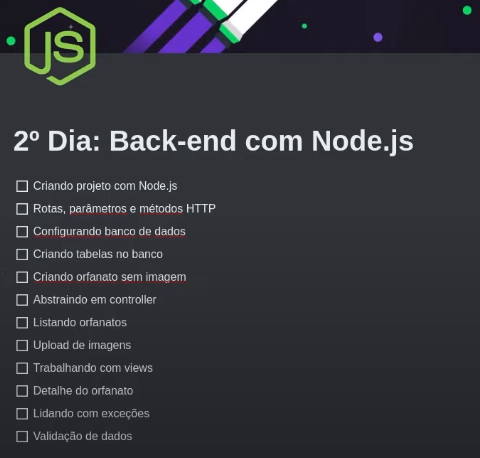 JS
2º Dia: Back-end com Node.js
Criando projeto com Node.js
Rotas, parâmetros e métodos HTTP
Configurando banco de dados
Criando tabelas no banco
Criando orfanato sem imagem
Abstraindo em controller
Listando orfanatos
Upload de imagens
Trabalhando com views
Detalhe do orfanato
Lidando com exceções
Validação de dados